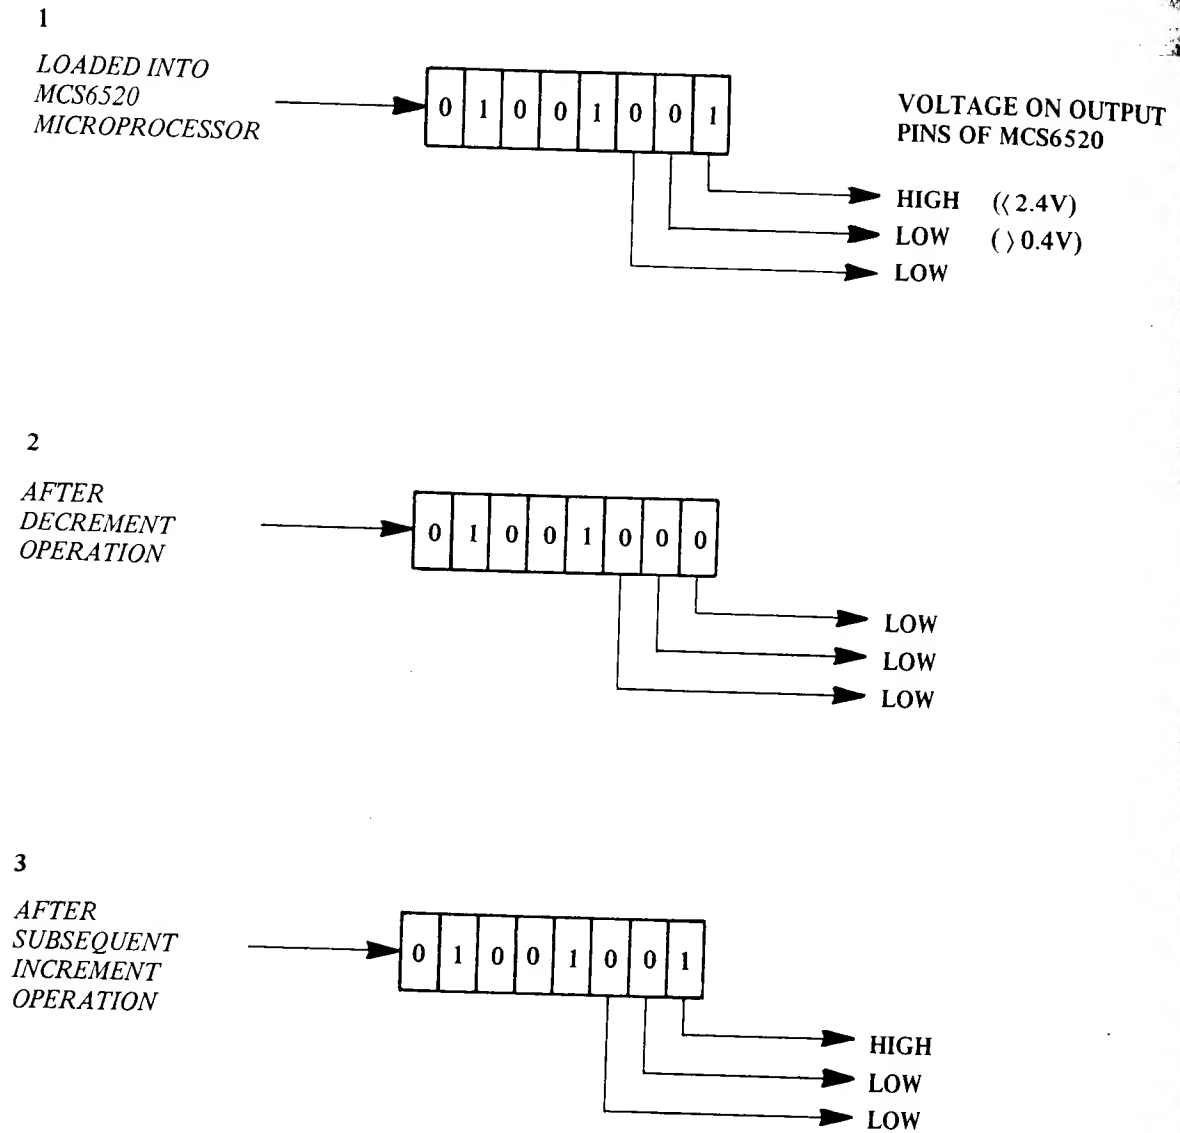 1
LOADED INTO
MCS6520
MICROPROCESSOR
0 1 0 0 1 0 0 1
VOLTAGE ON OUTPUT
PINS OF MCS6520
HIGH (⟨ 2.4V)
LOW (⟩ 0.4V)
LOW
2
AFTER
DECREMENT
OPERATION
0 1 0 0 1 0 0 0
LOW
LOW
LOW
3
AFTER
SUBSEQUENT
INCREMENT
OPERATION
0 1 0 0 1 0 0 1
HIGH
LOW
LOW